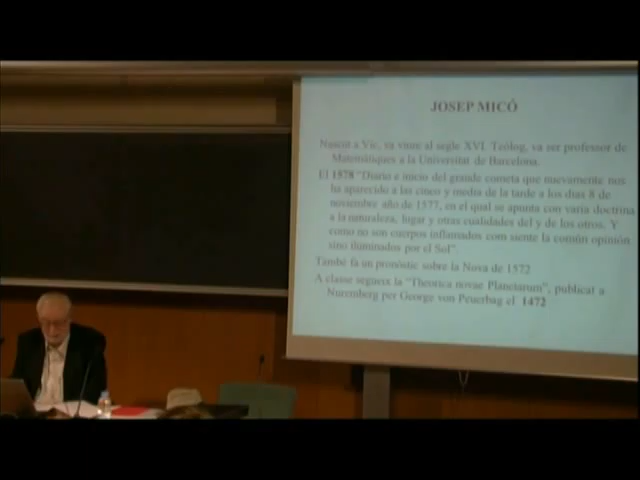 JOSEP MICÓ
Nascut a Vic, va viure al segle XVI. Teòleg, va ser professor de
Matemàtiques a la Universitat de Barcelona.
El 1578 "Diario e inicio del grande cometa que nuevamente nos
ha aparecido a las cinco y media de la tarde a los días 8 de
noviembre año de 1577, en el qual se apunta con varia doctrina
a la naturaleza, lugar y otras cualidades del y de los otros. Y
como no son cuerpos inflamados com siente la común opinión
sino iluminados por el Sol".
També fa un pronòstic sobre la Nova de 1572
A classe segueix la "Theorica novae Planetarum", publicat a
Nuremberg per George von Peuerbag el 1472